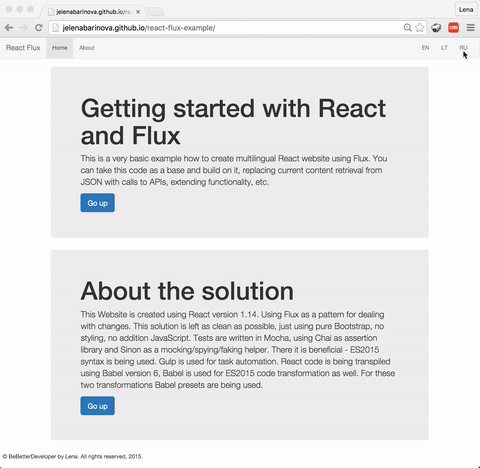 jelenabarinova.github.io/re
Lena
jelenabarinova.github.io/react-flux-example/
React Flux
Home
About
EN
LT
RU
Getting started with React
and Flux
This is a very basic example how to create multilingual React website using Flux. You
can take this code as a base and build on it, replacing current content retrieval from
JSON with calls to APIs, extending functionality, etc.
Go up
About the solution
This Website is created using React version 1.14. Using Flux as a pattern for dealing
with changes. This solution is left as clean as possible, just using pure Bootstrap, no
styling, no addition JavaScript. Tests are written in Mocha, using Chai as assertion
library and Sinon as a mocking/spying/faking helper. There it is beneficial - ES2015
syntax is being used. Gulp is used for task automation. React code is being transpiled
using Babel version 6, Babel is used for ES2015 code transformation as well. For these
two transformations Babel presets are being used.
Go up
© BeBetterDeveloper by Lena. All rights reserved, 2015.